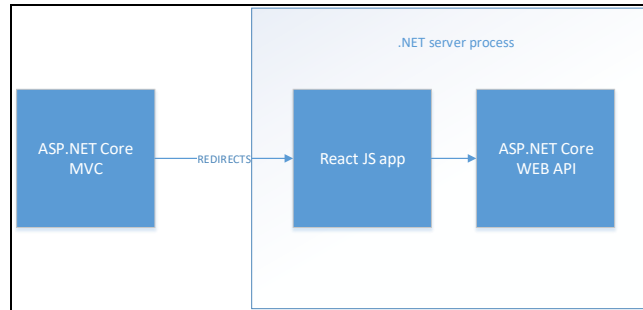 .NET server process
ASP.NET Core
MVC
REDIRECTS
React JS app
ASP.NET Core
WEB API